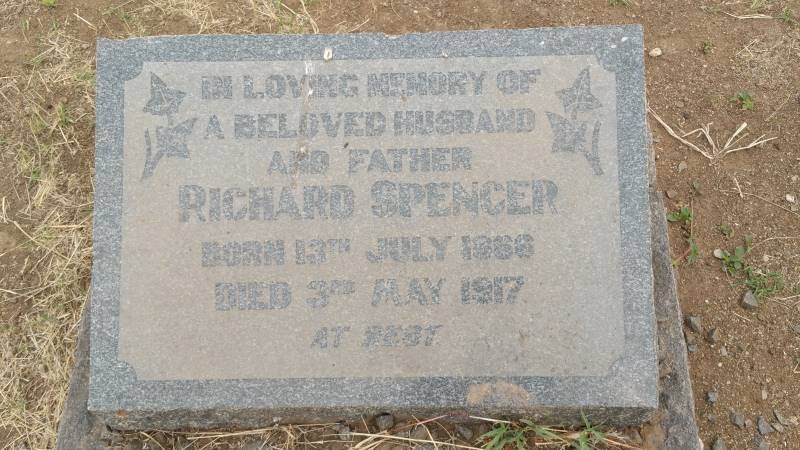 IN LOVING MEMORY OF
A BELOVED HUSBAND
AND FATHER
RICHARD SPENCER
BORN 13TH JULY 1866
DIED 3RD MAY 1917
AT REST